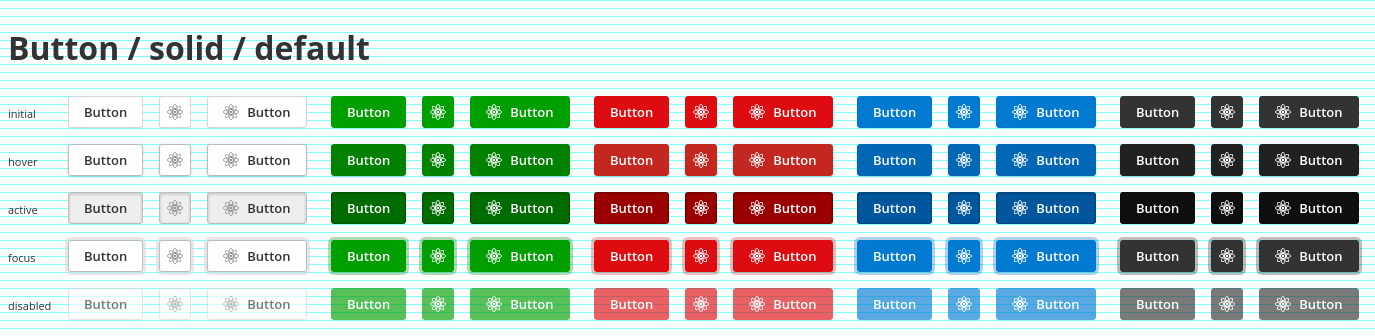 Button / solid / default
initial Button Button Button Button Button Button Button Button Button Button
hover Button Button Button Button Button Button Button Button Button Button
active Button Button Button Button Button Button Button Button Button Button
focus Button Button Button Button Button Button Button Button Button Button
disabled Button Button Button Button Button Button Button Button Button Button